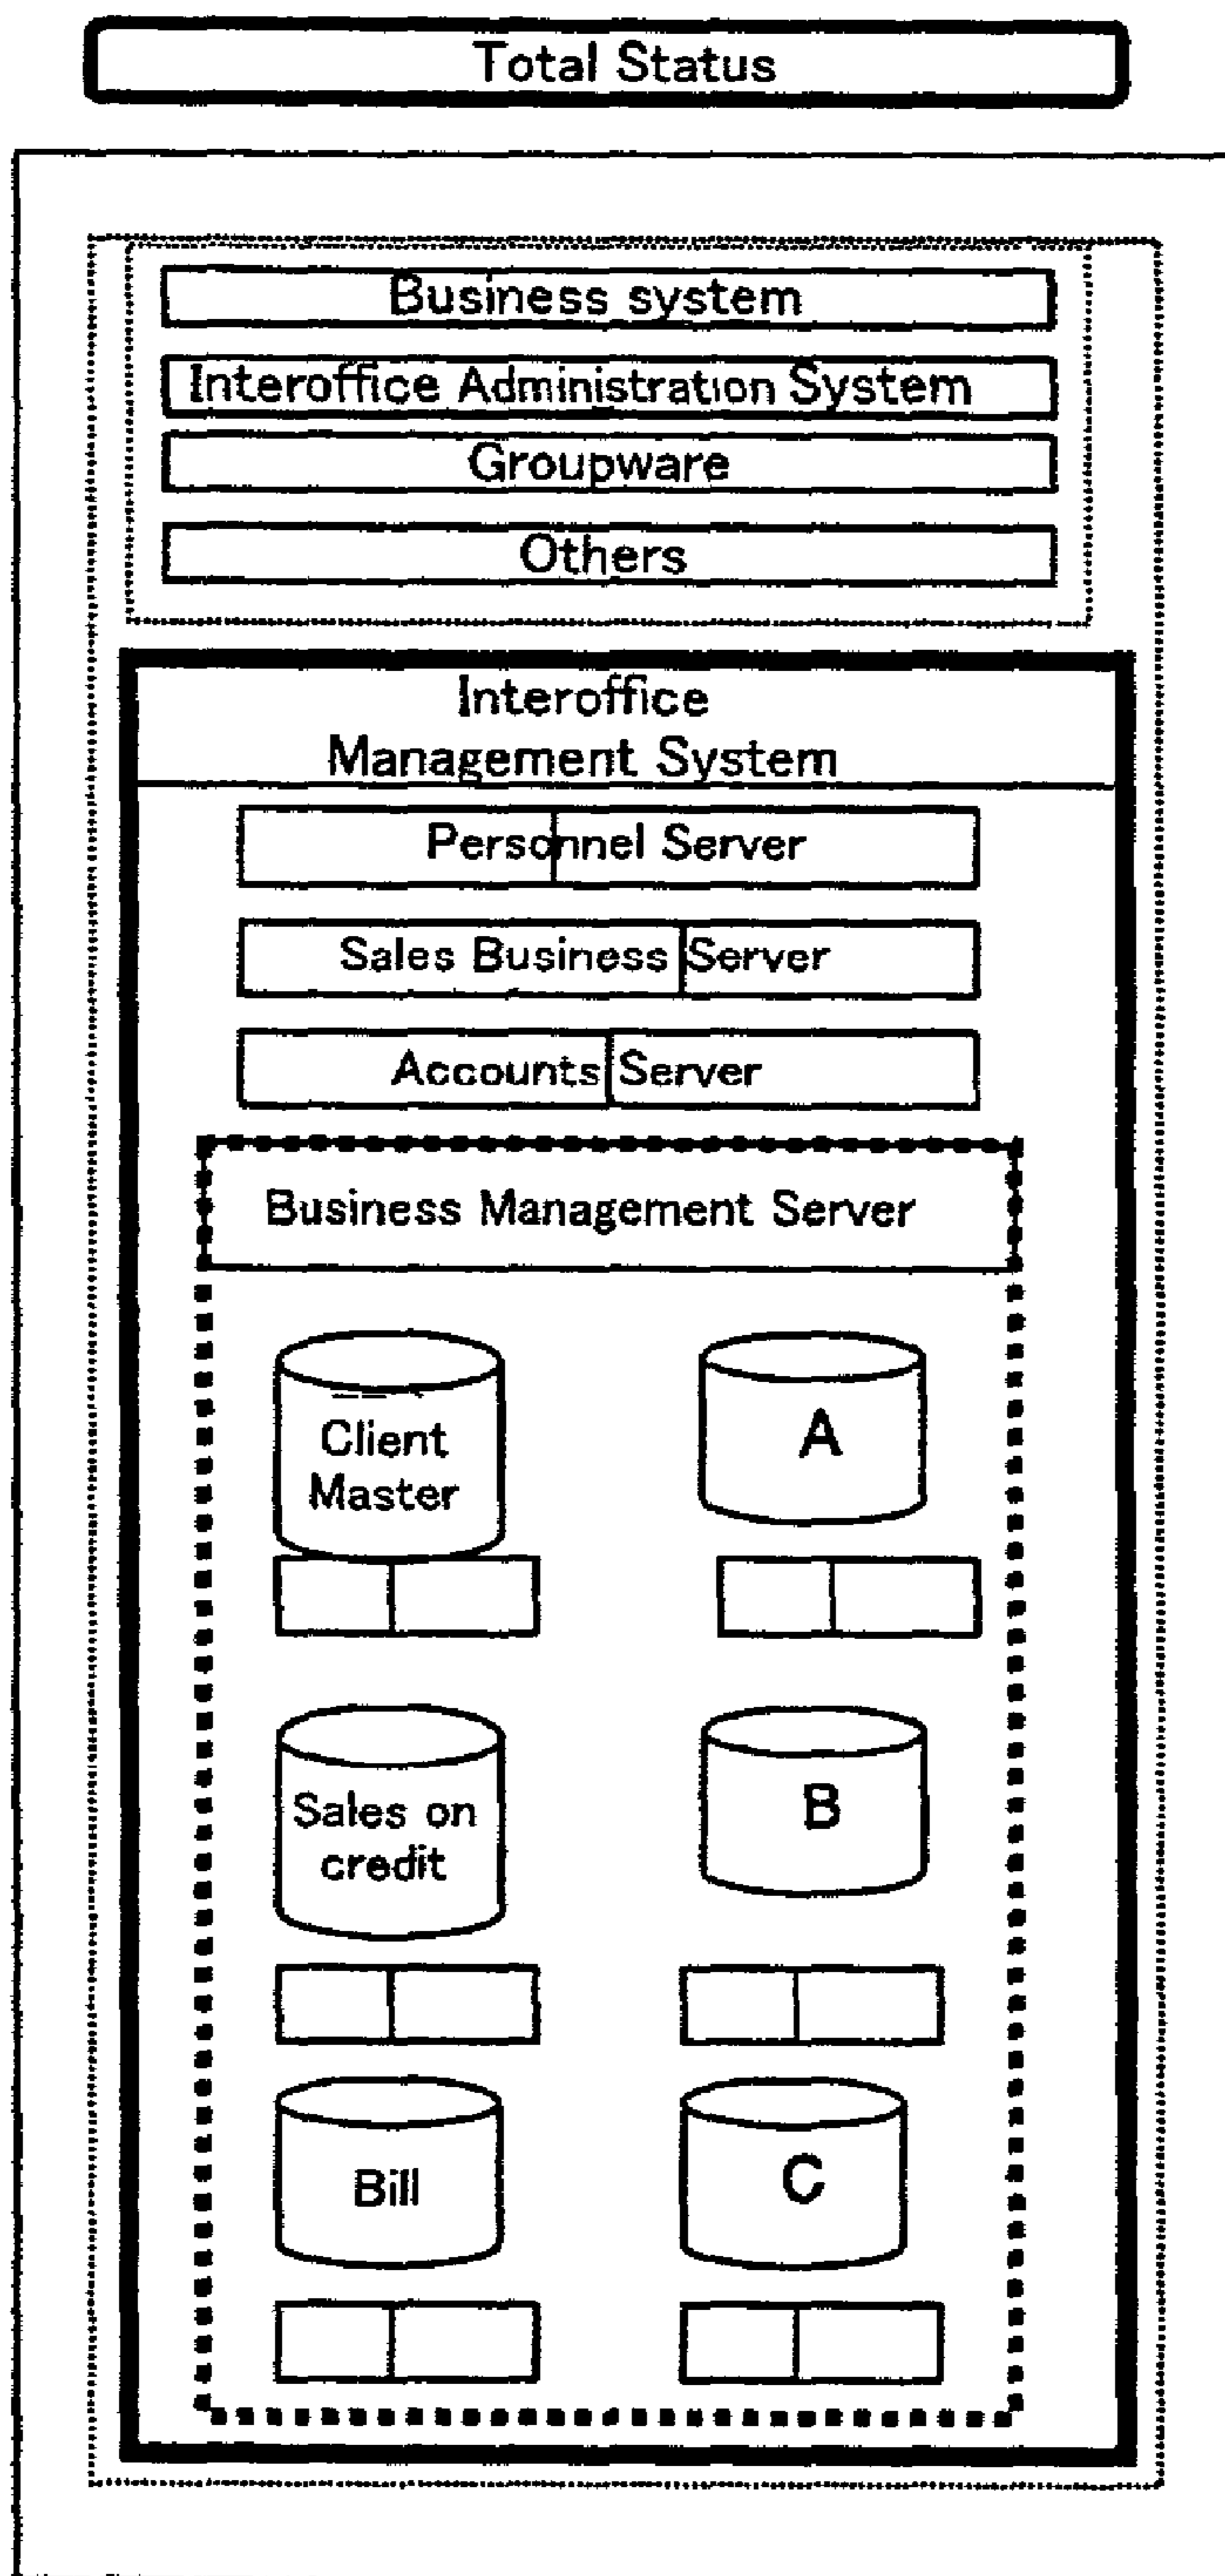 Total Status
Business system
Interoffice Administration System
Groupware
Others
Interoffice
Management System
Personnel Server
Sales Business Server
Accounts Server
Business Management Server
Client
Master
A
Sales on
credit
B
Bill
C